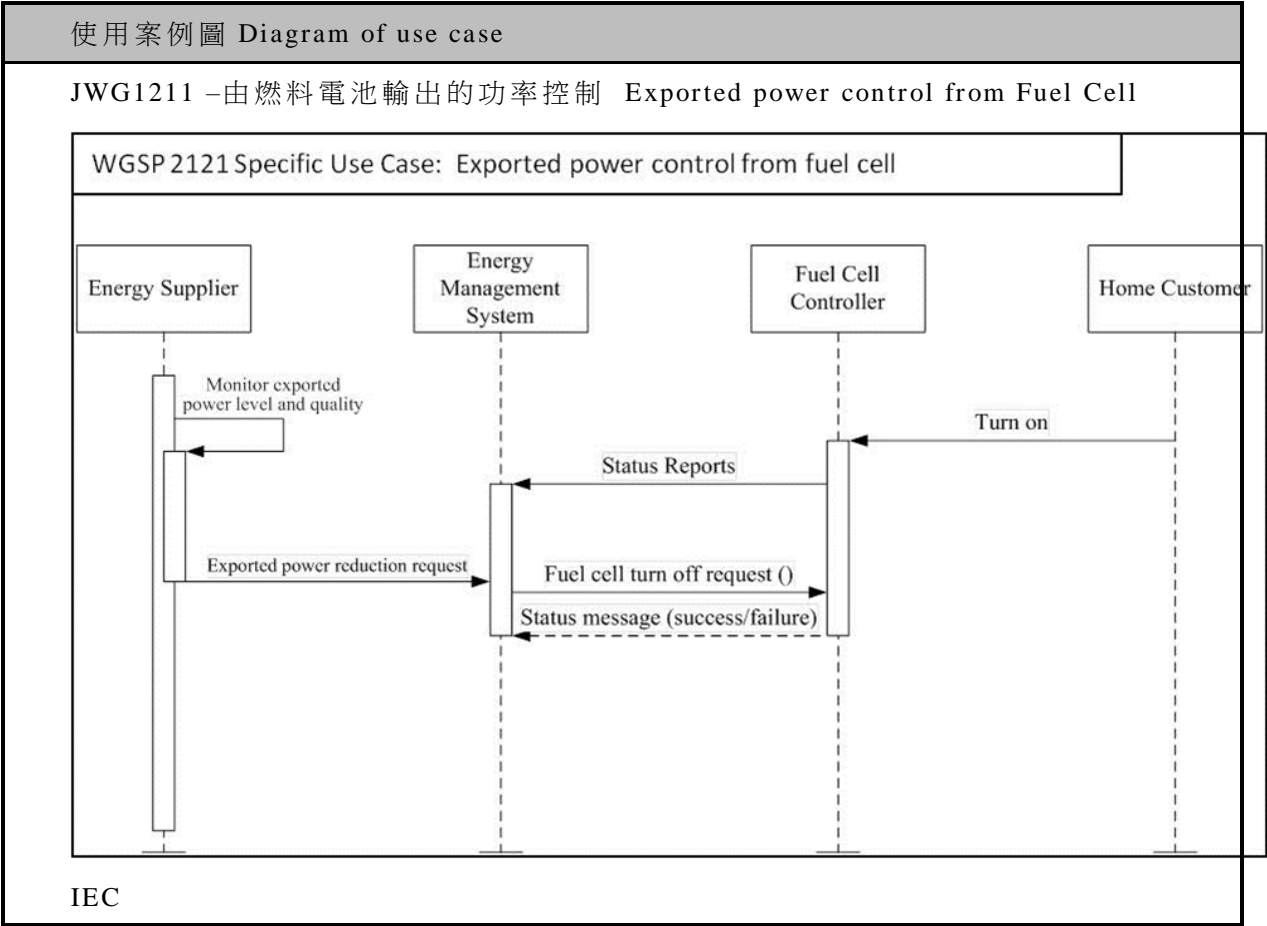 使用案例圖 Diagram of use case
JWG1211 –由燃料電池輸出的功率控制 Exported power control from Fuel Cell
WGSP 2121 Specific Use Case: Exported power control from fuel cell
Energy Supplier
Energy
Management
System
Fuel Cell
Controller
Home Customer
Monitor exported
power level and quality
Turn on
Status Reports
Exported power reduction request
Fuel cell turn off request ()
Status message (success/failure)
IEC